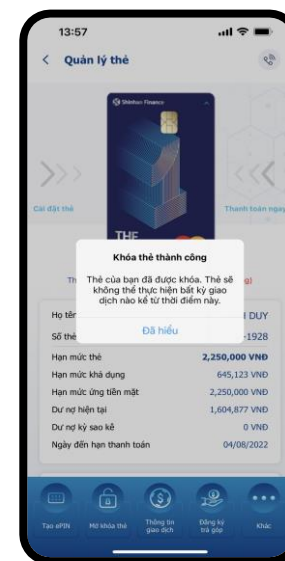 13:57
Quản lý thẻ
Shinhan Finance
Cài đặt thẻ
Thanh toán ngay
THE
Khóa thẻ thành công
Thẻ của bạn đã được khóa. Thẻ sẽ
không thể thực hiện bất kỳ giao
dịch nào kể từ thời điểm này.
Đã hiểu
Họ tên DUY
Số thẻ -1928
Hạn mức thẻ 2,250,000 VNĐ
Hạn mức khả dụng 645,123 VNĐ
Hạn mức ứng tiền mặt 2,250,000 VNĐ
Dư nợ hiện tại 1,604,877 VNĐ
Dư nợ kỳ sao kê 0 VNĐ
Ngày đến hạn thanh toán 04/08/2022
Tạo ePIN
Mở khóa thẻ
Thông tin
giao dịch
Đăng ký
trả góp
Khác